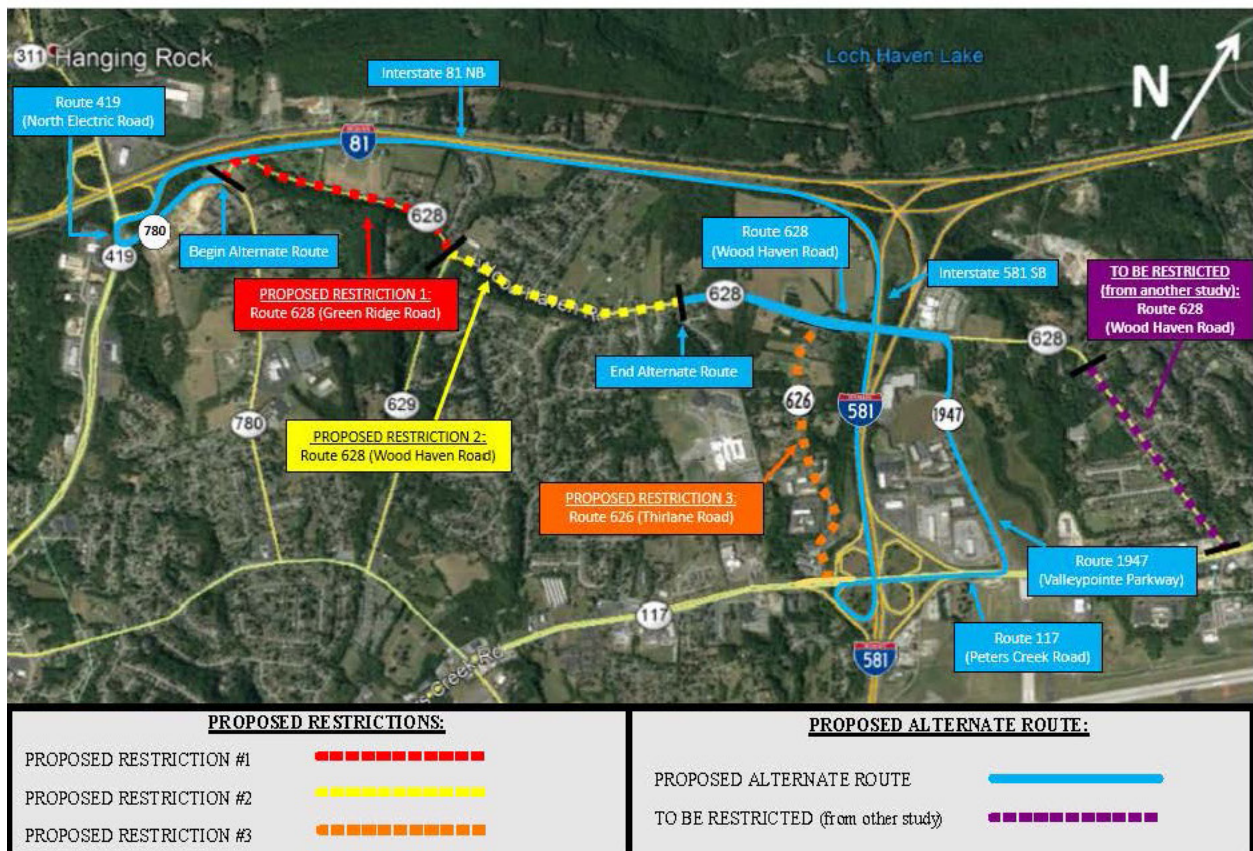 311 Hanging Rock
Loch Haven Lake
N
Interstate 81 NB
Route 419
(North Electric Road)
81
628
780
419
Begin Alternate Route
Route 628
(Wood Haven Road)
Interstate 581 SB
TO BE RESTRICTED
(from another study):
Route 628
(Wood Haven Road)
PROPOSED RESTRICTION 1:
Route 628 (Green Ridge Road)
628
628
End Alternate Route
629
626
581
1947
780
PROPOSED RESTRICTION 2:
Route 628 (Wood Haven Road)
PROPOSED RESTRICTION 3:
Route 626 (Thirlane Road)
Route 1947
(Valleypointe Parkway)
117
Route 117
(Peters Creek Road)
581
Creek Rd
PROPOSED RESTRICTIONS:
PROPOSED RESTRICTION #1
PROPOSED RESTRICTION #2
PROPOSED RESTRICTION #3
PROPOSED ALTERNATE ROUTE:
PROPOSED ALTERNATE ROUTE
TO BE RESTRICTED (from other study)